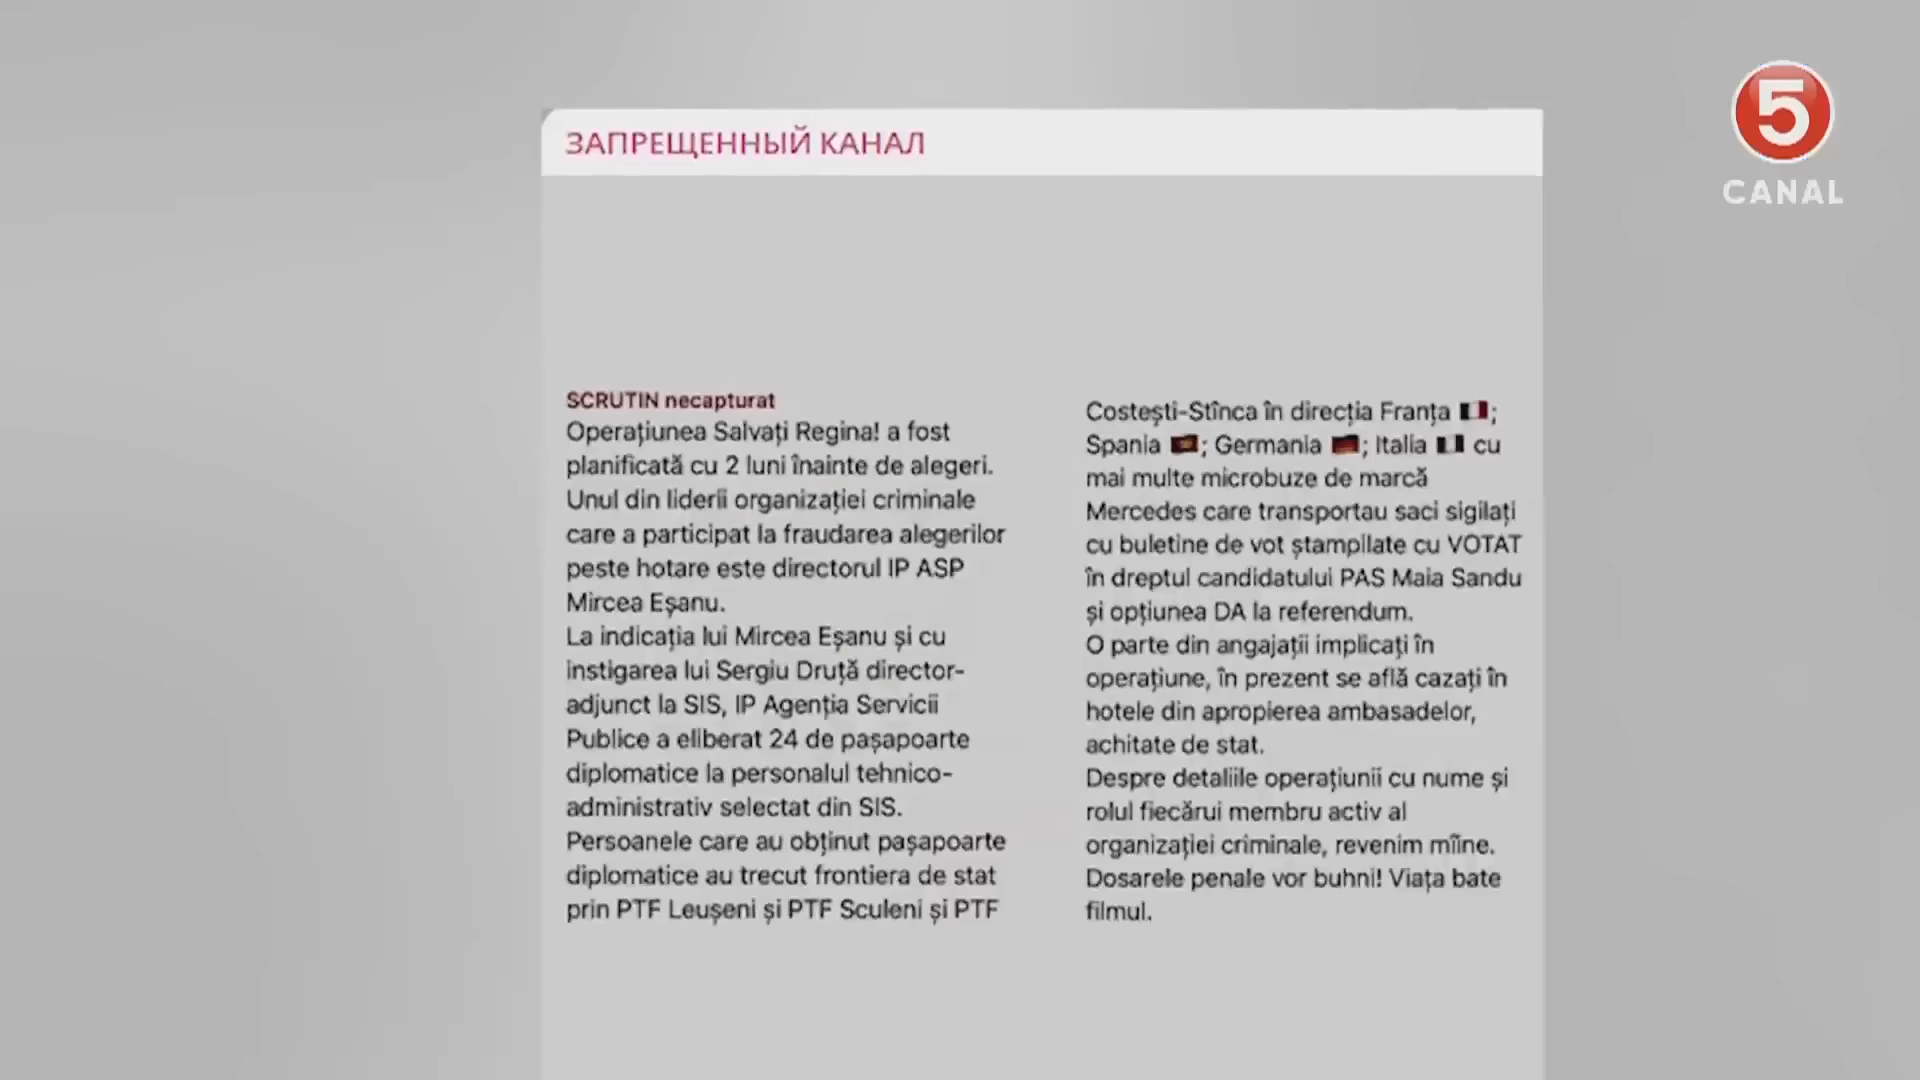 5
CANAL
ЗАПРЕЩЕННЫЙ КАНАЛ
SCRUTIN necapturat
Operațiunea Salvați Regina! a fost
planificată cu 2 luni înainte de alegeri.
Unul din liderii organizației criminale
care a participat la fraudarea alegerilor
peste hotare este directorul IP ASP
Mircea Eșanu.
La indicația lui Mircea Eșanu și cu
instigarea lui Sergiu Druță director-
adjunct la SIS, IP Agenția Servicii
Publice a eliberat 24 de pașapoarte
diplomatice la personalul tehnico-
administrativ selectat din SIS.
Persoanele care au obținut pașapoarte
diplomatice au trecut frontiera de stat
prin PTF Leușeni și PTF Sculeni și PTF
Costești-Stînca în direcția Franța 🇫🇷;
Spania 🇪🇸; Germania 🇩🇪; Italia 🇮🇹 cu
mai multe microbuze de marcă
Mercedes care transportau saci sigilați
cu buletine de vot ștampilate cu VOTAT
în dreptul candidatului PAS Maia Sandu
și opțiunea DA la referendum.
O parte din angajații implicați în
operațiune, în prezent se află cazați în
hotele din apropierea ambasadelor,
achitate de stat.
Despre detaliile operațiunii cu nume și
rolul fiecărui membru activ al
organizației criminale, revenim mîine.
Dosarele penale vor buhni! Viața bate
filmul.